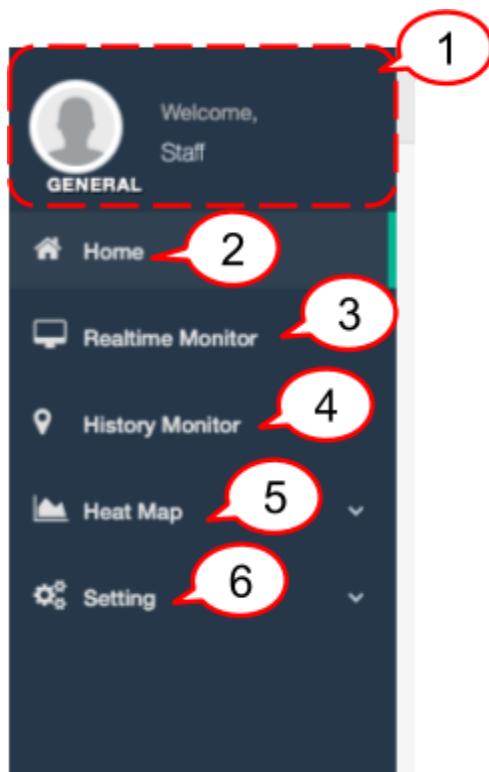 1
Welcome,
Staff
GENERAL
Home
2
Realtime Monitor
3
History Monitor
4
Heat Map
5
Setting
6